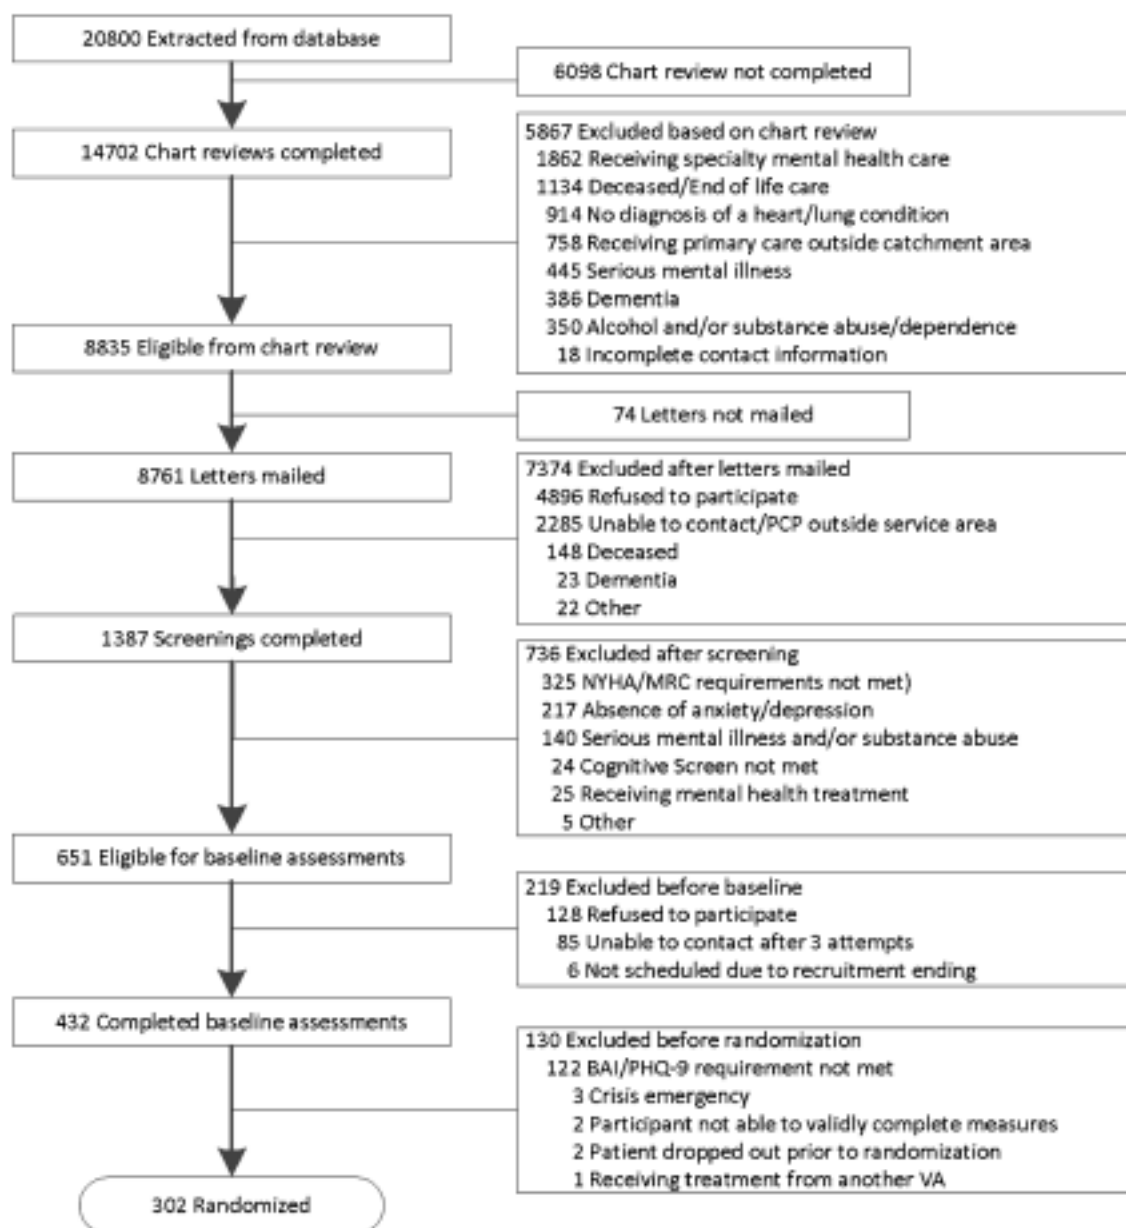 20800 Extracted from database
6098 Chart review not completed
14702 Chart reviews completed
5867 Excluded based on chart review
1862 Receiving specialty mental health care
1134 Deceased/End of life care
914 No diagnosis of a heart/lung condition
758 Receiving primary care outside catchment area
445 Serious mental illness
386 Dementia
350 Alcohol and/or substance abuse/dependence
18 Incomplete contact information
8835 Eligible from chart review
74 Letters not mailed
8761 Letters mailed
7374 Excluded after letters mailed
4896 Refused to participate
2285 Unable to contact/PCP outside service area
148 Deceased
23 Dementia
22 Other
1387 Screenings completed
736 Excluded after screening
325 NYHA/MRC requirements not met)
217 Absence of anxiety/depression
140 Serious mental illness and/or substance abuse
24 Cognitive Screen not met
25 Receiving mental health treatment
5 Other
651 Eligible for baseline assessments
219 Excluded before baseline
128 Refused to participate
85 Unable to contact after 3 attempts
6 Not scheduled due to recruitment ending
432 Completed baseline assessments
130 Excluded before randomization
122 BAI/PHQ-9 requirement not met
3 Crisis emergency
2 Participant not able to validly complete measures
2 Patient dropped out prior to randomization
1 Receiving treatment from another VA
302 Randomized